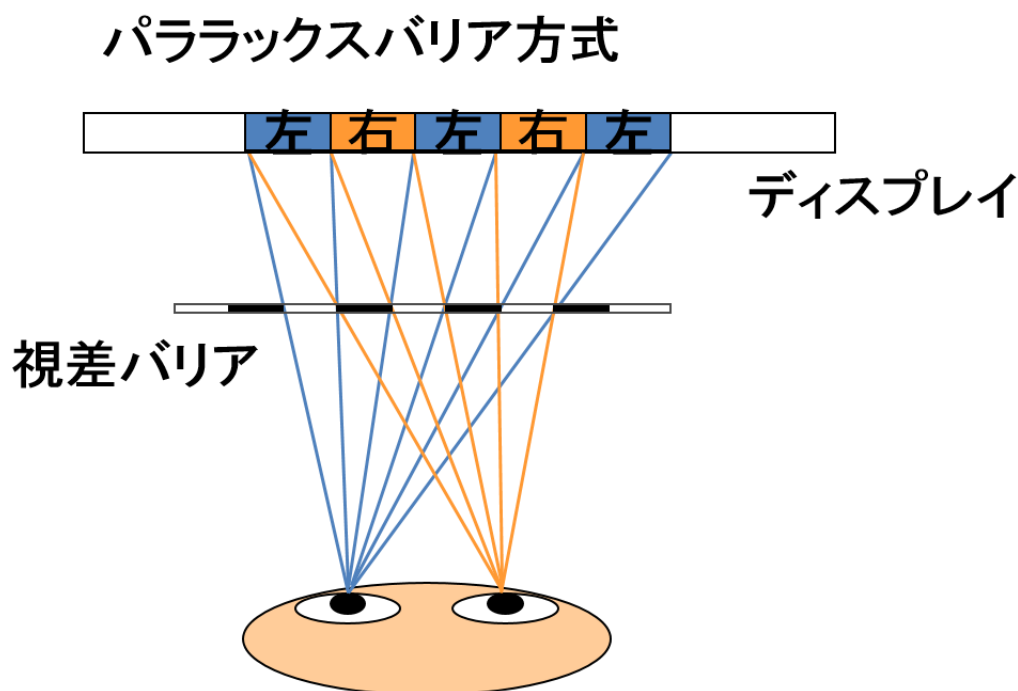 パララックスバリア方式
左 右 左 右 左
ディスプレイ
視差バリア